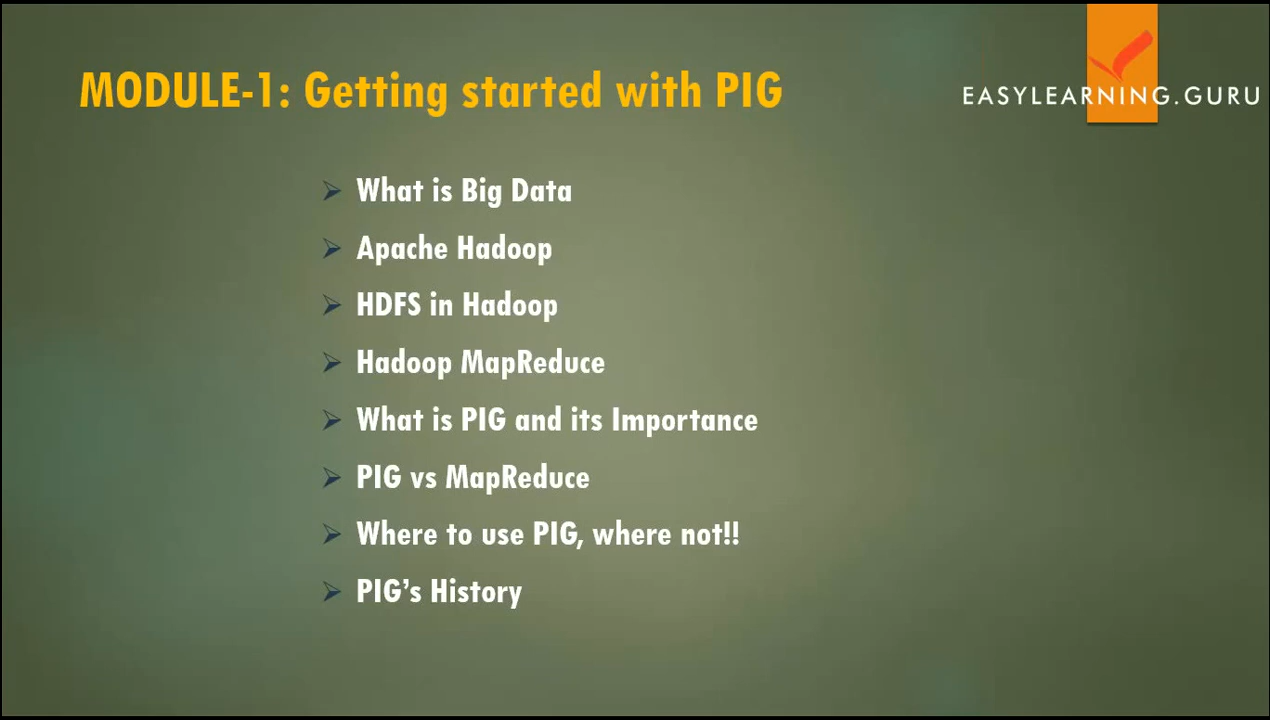 MODULE-1: Getting started with PIG
EASYLEARNING.GURU
What is Big Data
Apache Hadoop
HDFS in Hadoop
Hadoop MapReduce
What is PIG and its Importance
PIG vs MapReduce
Where to use PIG, where not!!
PIG’s History